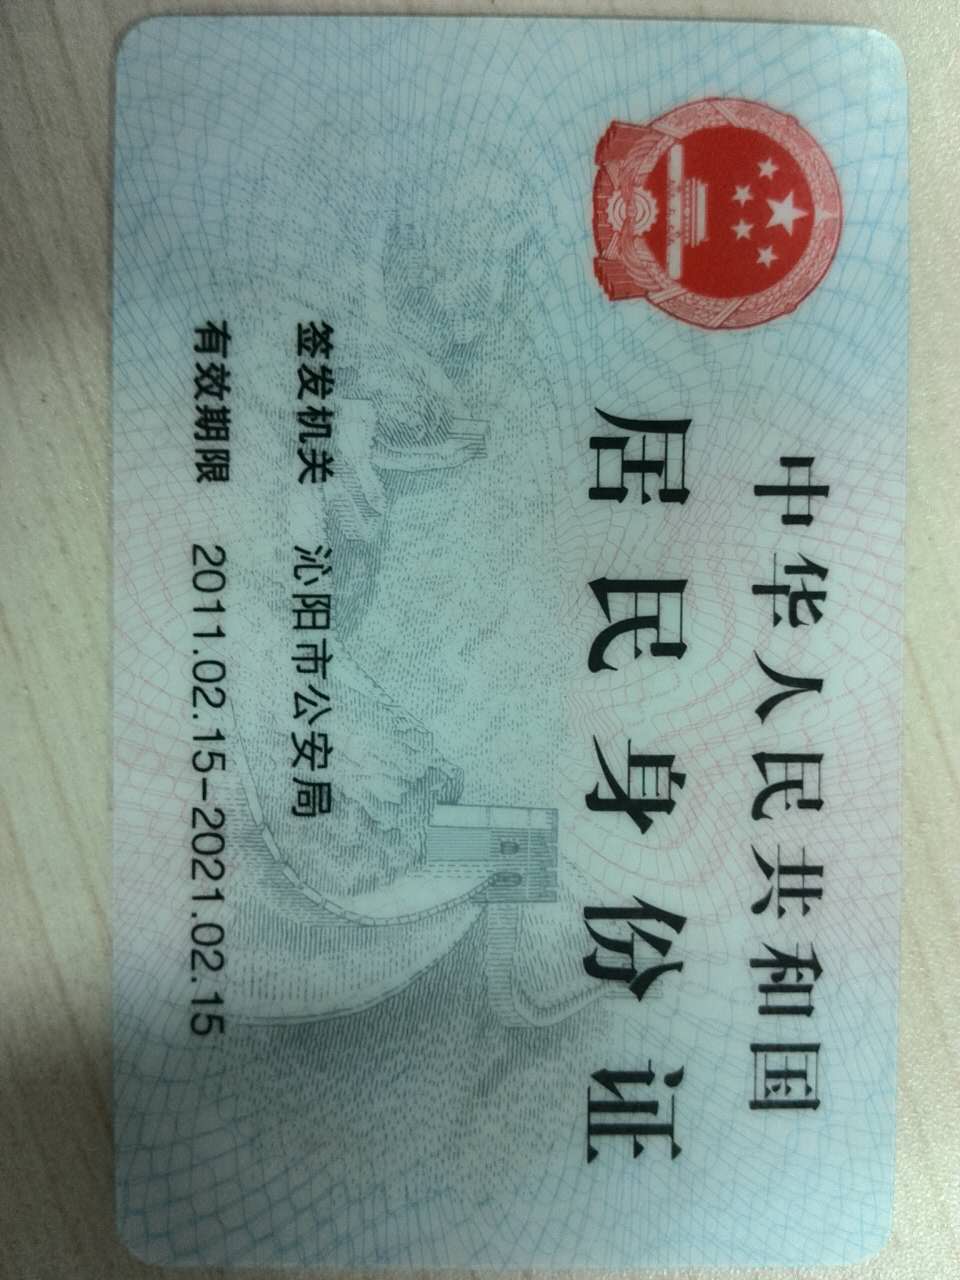 中华人民共和国
居民身份证
签发机关 沁阳市公安局
有效期限 2011.02.15-2021.02.15